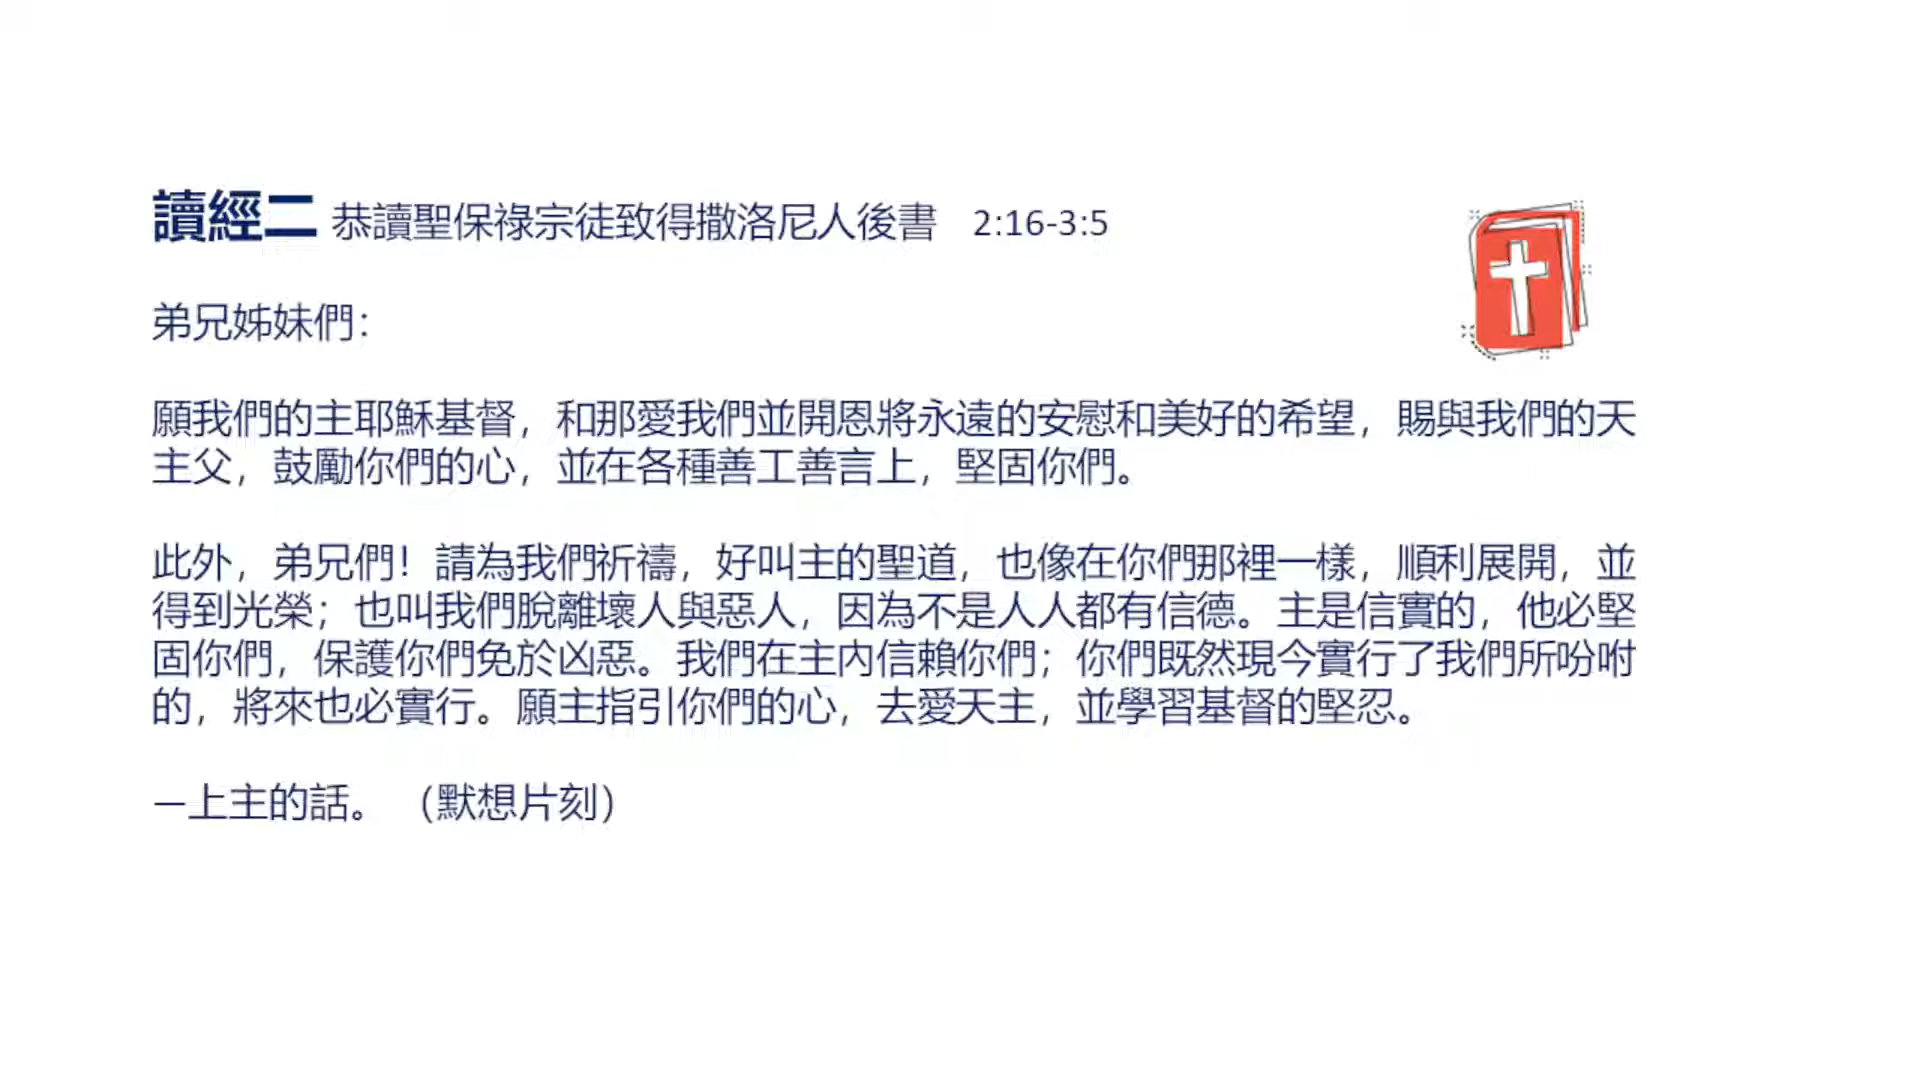 讀經二 恭讀聖保祿宗徒致得撒洛尼人後書 2:16-3:5
弟兄姊妹們：
願我們的主耶穌基督，和那愛我們並開恩將永遠的安慰和美好的希望，賜與我們的天
主父，鼓勵你們的心，並在各種善工善言上，堅固你們。
此外，弟兄們！請為我們祈禱，好叫主的聖道，也像在你們那裡一樣，順利展開，並
得到光榮；也叫我們脫離壞人與惡人，因為不是人人都有信德。主是信實的，他必堅
固你們，保護你們免於凶惡。我們在主內信賴你們；你們既然現今實行了我們所吩咐
的，將來也必實行。願主指引你們的心，去愛天主，並學習基督的堅忍。
—上主的話。（默想片刻）